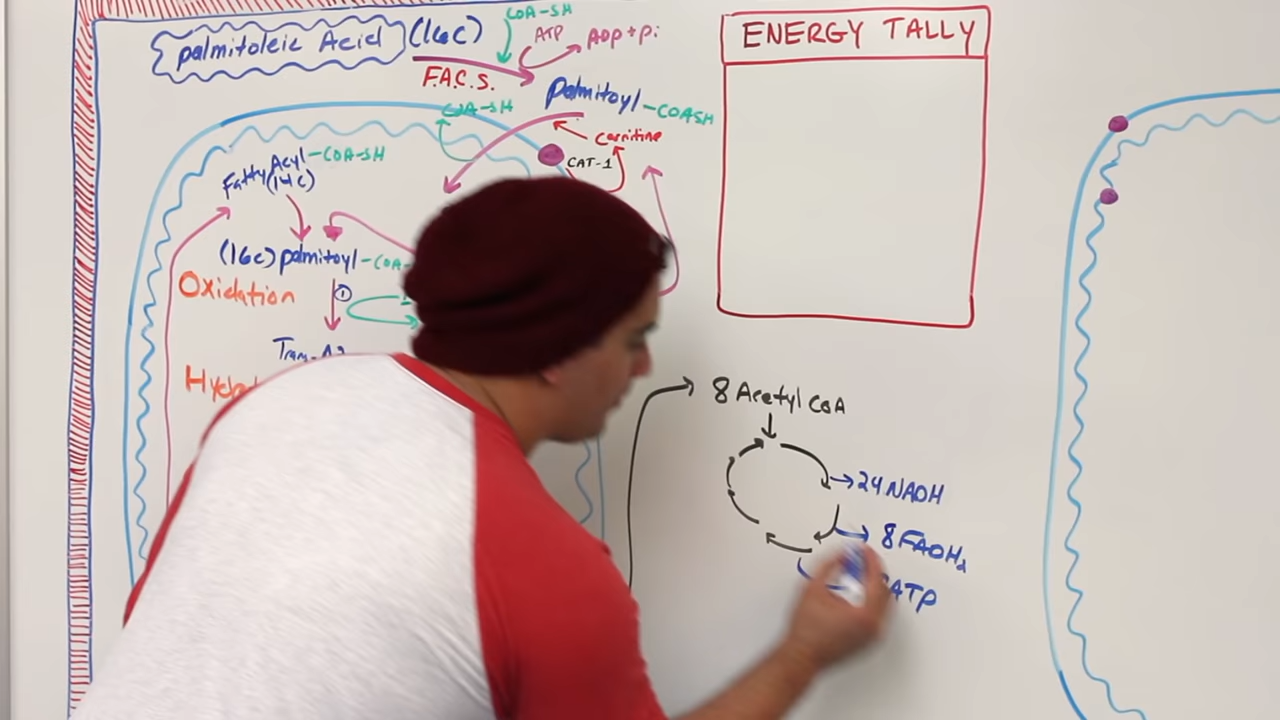 palmitoleic Acid (16c)
COA-SH
ATP
ADP+Pi
F.A.C.S.
Palmitoyl-COASH
COA-SH
Carnitine
CAT-1
Fatty Acyl-COA-SH
(14c)
(16c) palmitoyl-COA-
Oxidation
1
ENERGY TALLY
8 Acetyl CoA
24 NADH
8 FADH2
ATP